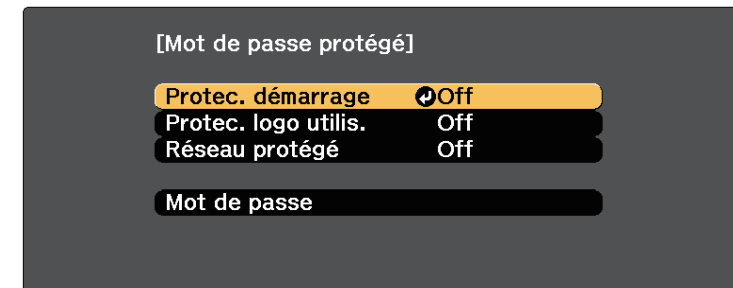 [Mot de passe protégé]
Protec. démarrage Off
Protec. logo utilis. Off
Réseau protégé Off
Mot de passe